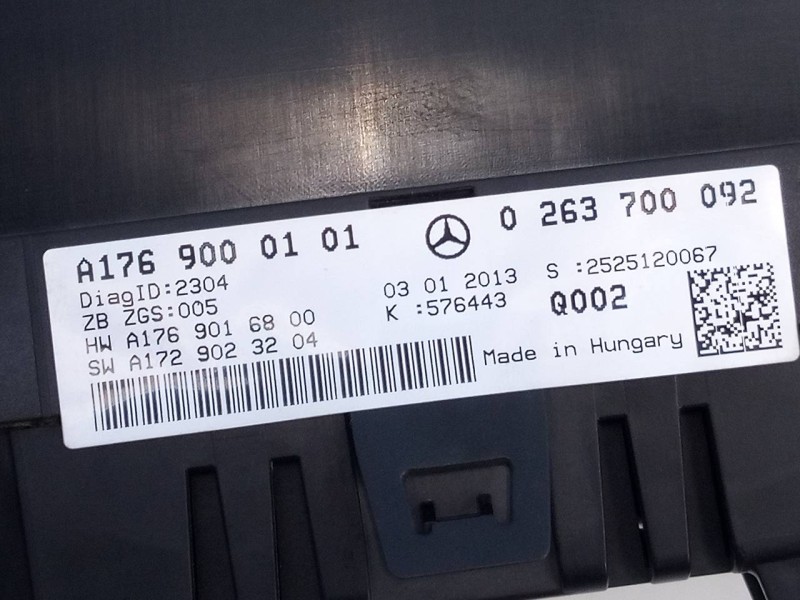 A176 900 01 01
0 263 700 092
DiagID:2304
03 01 2013 S :2525120067
ZB ZGS:005
K :576443 Q002
HW A176 901 68 00
SW A172 902 32 04
Made in Hungary